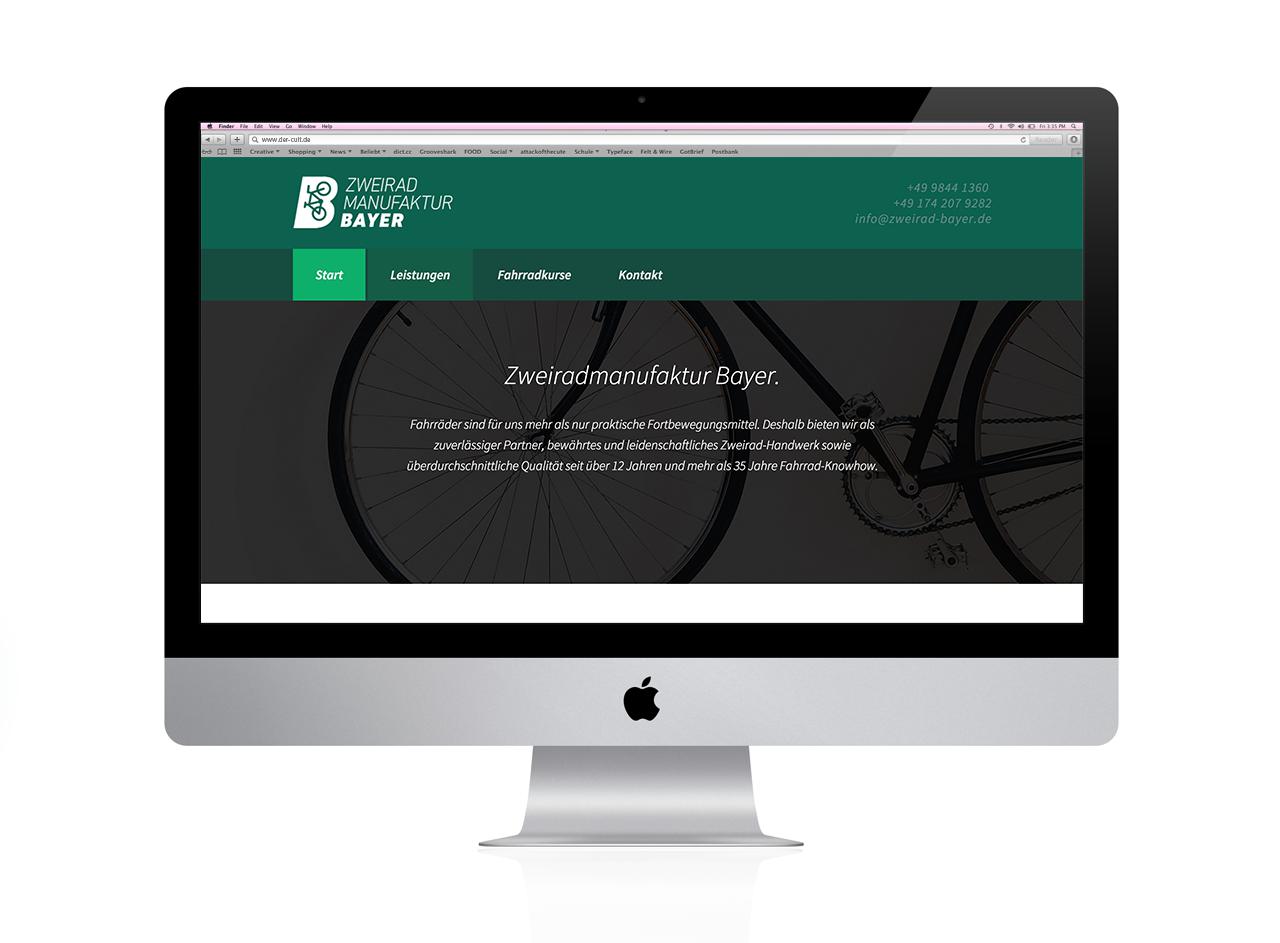 Finder File Edit View Go Window Help
Fri 3:35 PM
www.der-cult.de
Reader
Creative Shopping News Beliebt dict.cc Grooveshark FOOD Social attackofthecute Schule Typeface Felt & Wire GotBrief Postbank
ZWEIRAD
MANUFAKTUR
BAYER
+49 9844 1360
+49 174 207 9282
info@zweirad-bayer.de
Start Leistungen Fahrradkurse Kontakt
Zweiradmanufaktur Bayer.
Fahrräder sind für uns mehr als nur praktische Fortbewegungsmittel. Deshalb bieten wir als
zuverlässiger Partner, bewährtes und leidenschaftliches Zweirad-Handwerk sowie
überdurchschnittliche Qualität seit über 12 Jahren und mehr als 35 Jahre Fahrrad-Knowhow.